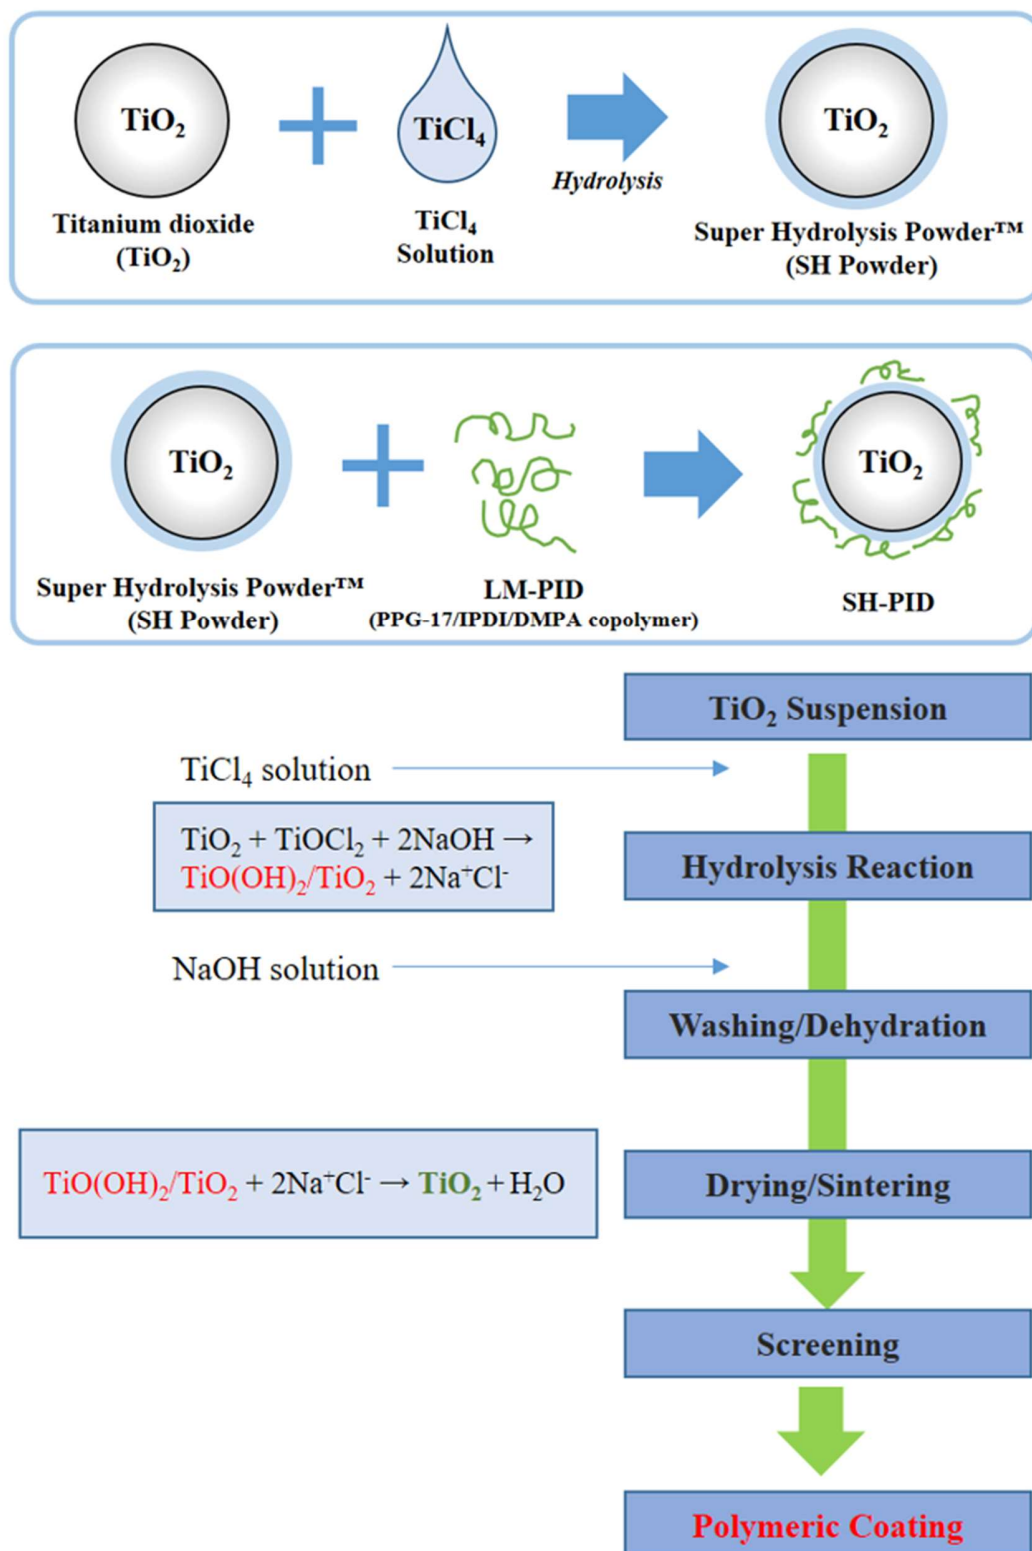 TiO₂
+
TiCl₄
Hydrolysis
TiO₂
Titanium dioxide
(TiO₂)
TiCl₄
Solution
Super Hydrolysis Powder™
(SH Powder)
TiO₂
+
TiO₂
Super Hydrolysis Powder™
(SH Powder)
LM-PID
(PPG-17/IPDI/DMPA copolymer)
SH-PID
TiO₂ Suspension
TiCl₄ solution
TiO₂ + TiOCl₂ + 2NaOH →
TiO(OH)₂/TiO₂ + 2Na⁺Cl⁻
Hydrolysis Reaction
NaOH solution
Washing/Dehydration
TiO(OH)₂/TiO₂ + 2Na⁺Cl⁻ → TiO₂ + H₂O
Drying/Sintering
Screening
Polymeric Coating